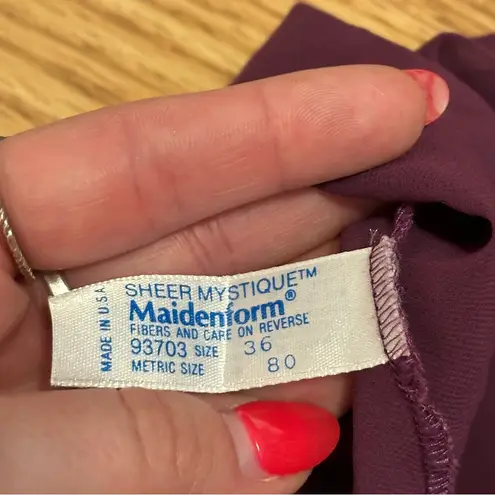 SHEER MYSTIQUE™
Maidenform®
FIBERS AND CARE ON REVERSE
93703 SIZE 36
METRIC SIZE 80
MADE IN U.S.A.